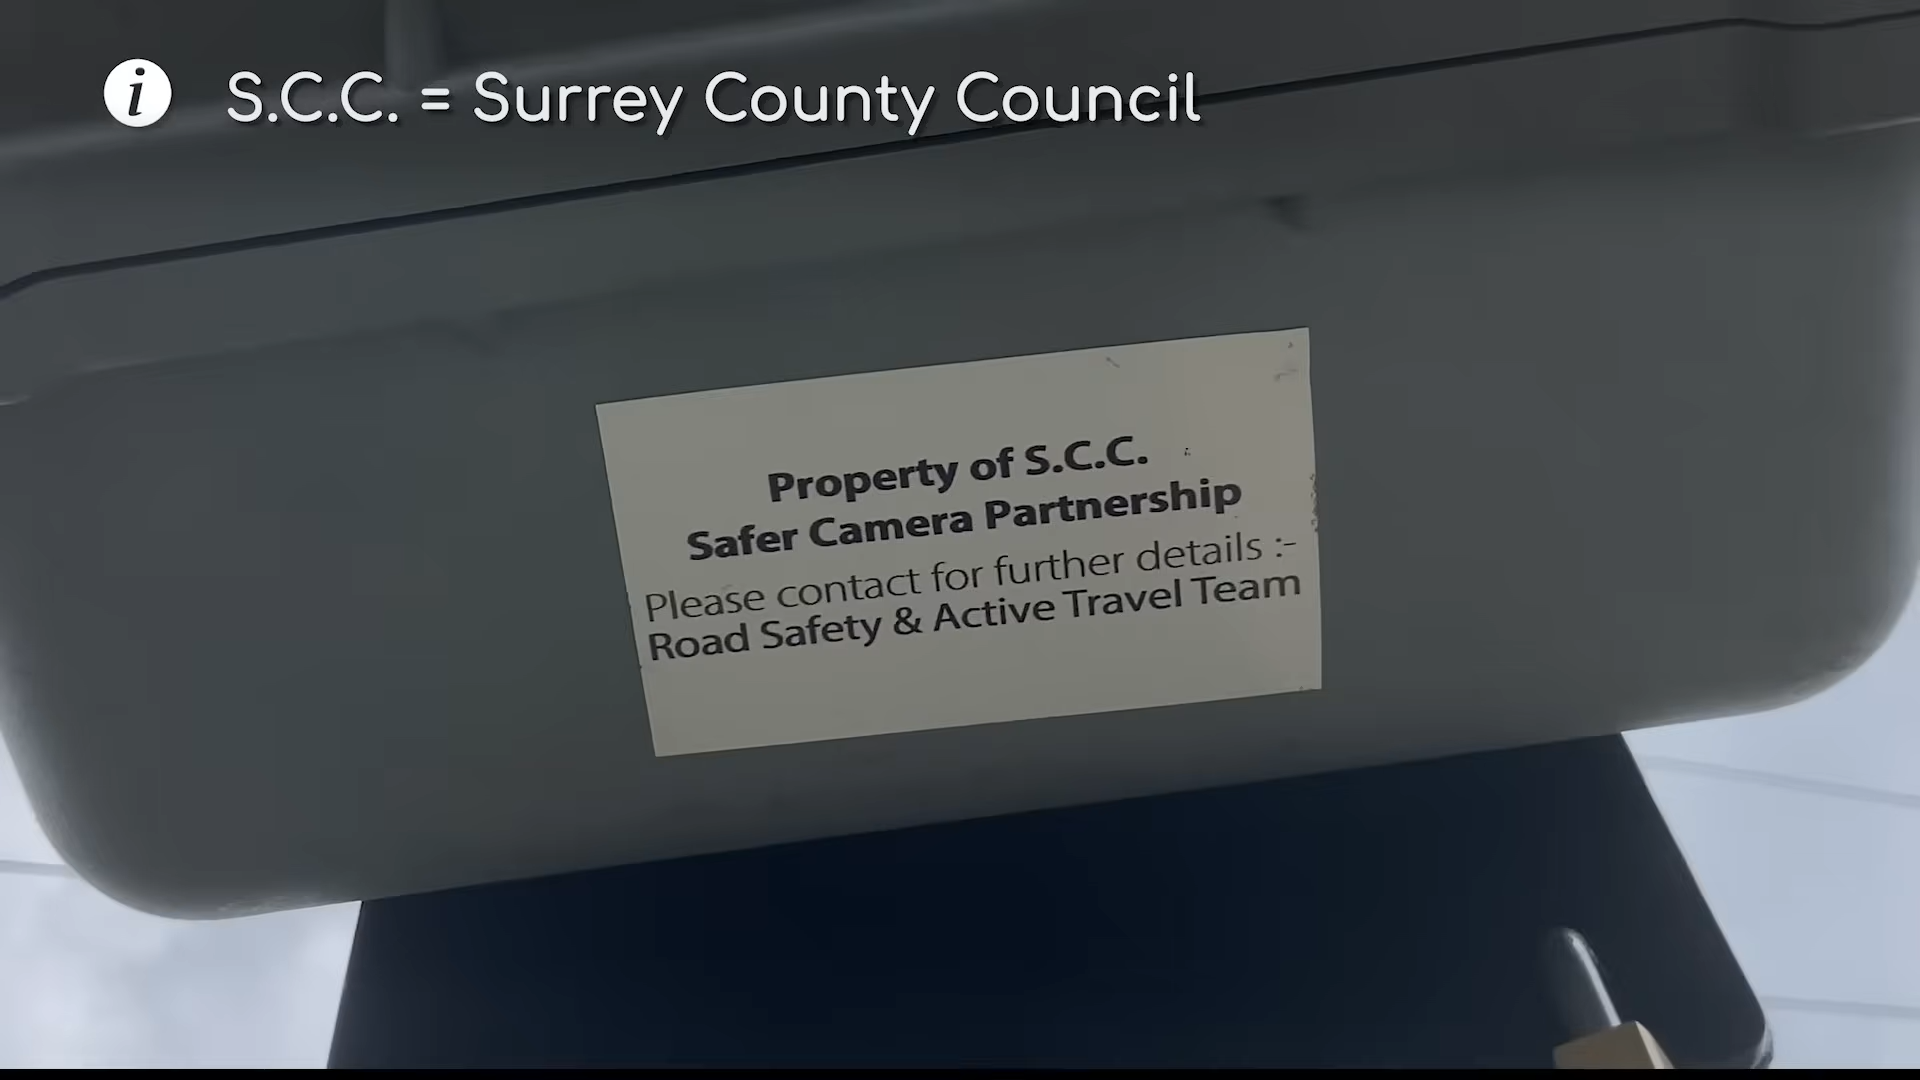 i S.C.C. = Surrey County Council
Property of S.C.C.
Safer Camera Partnership
Please contact for further details :-
Road Safety & Active Travel Team